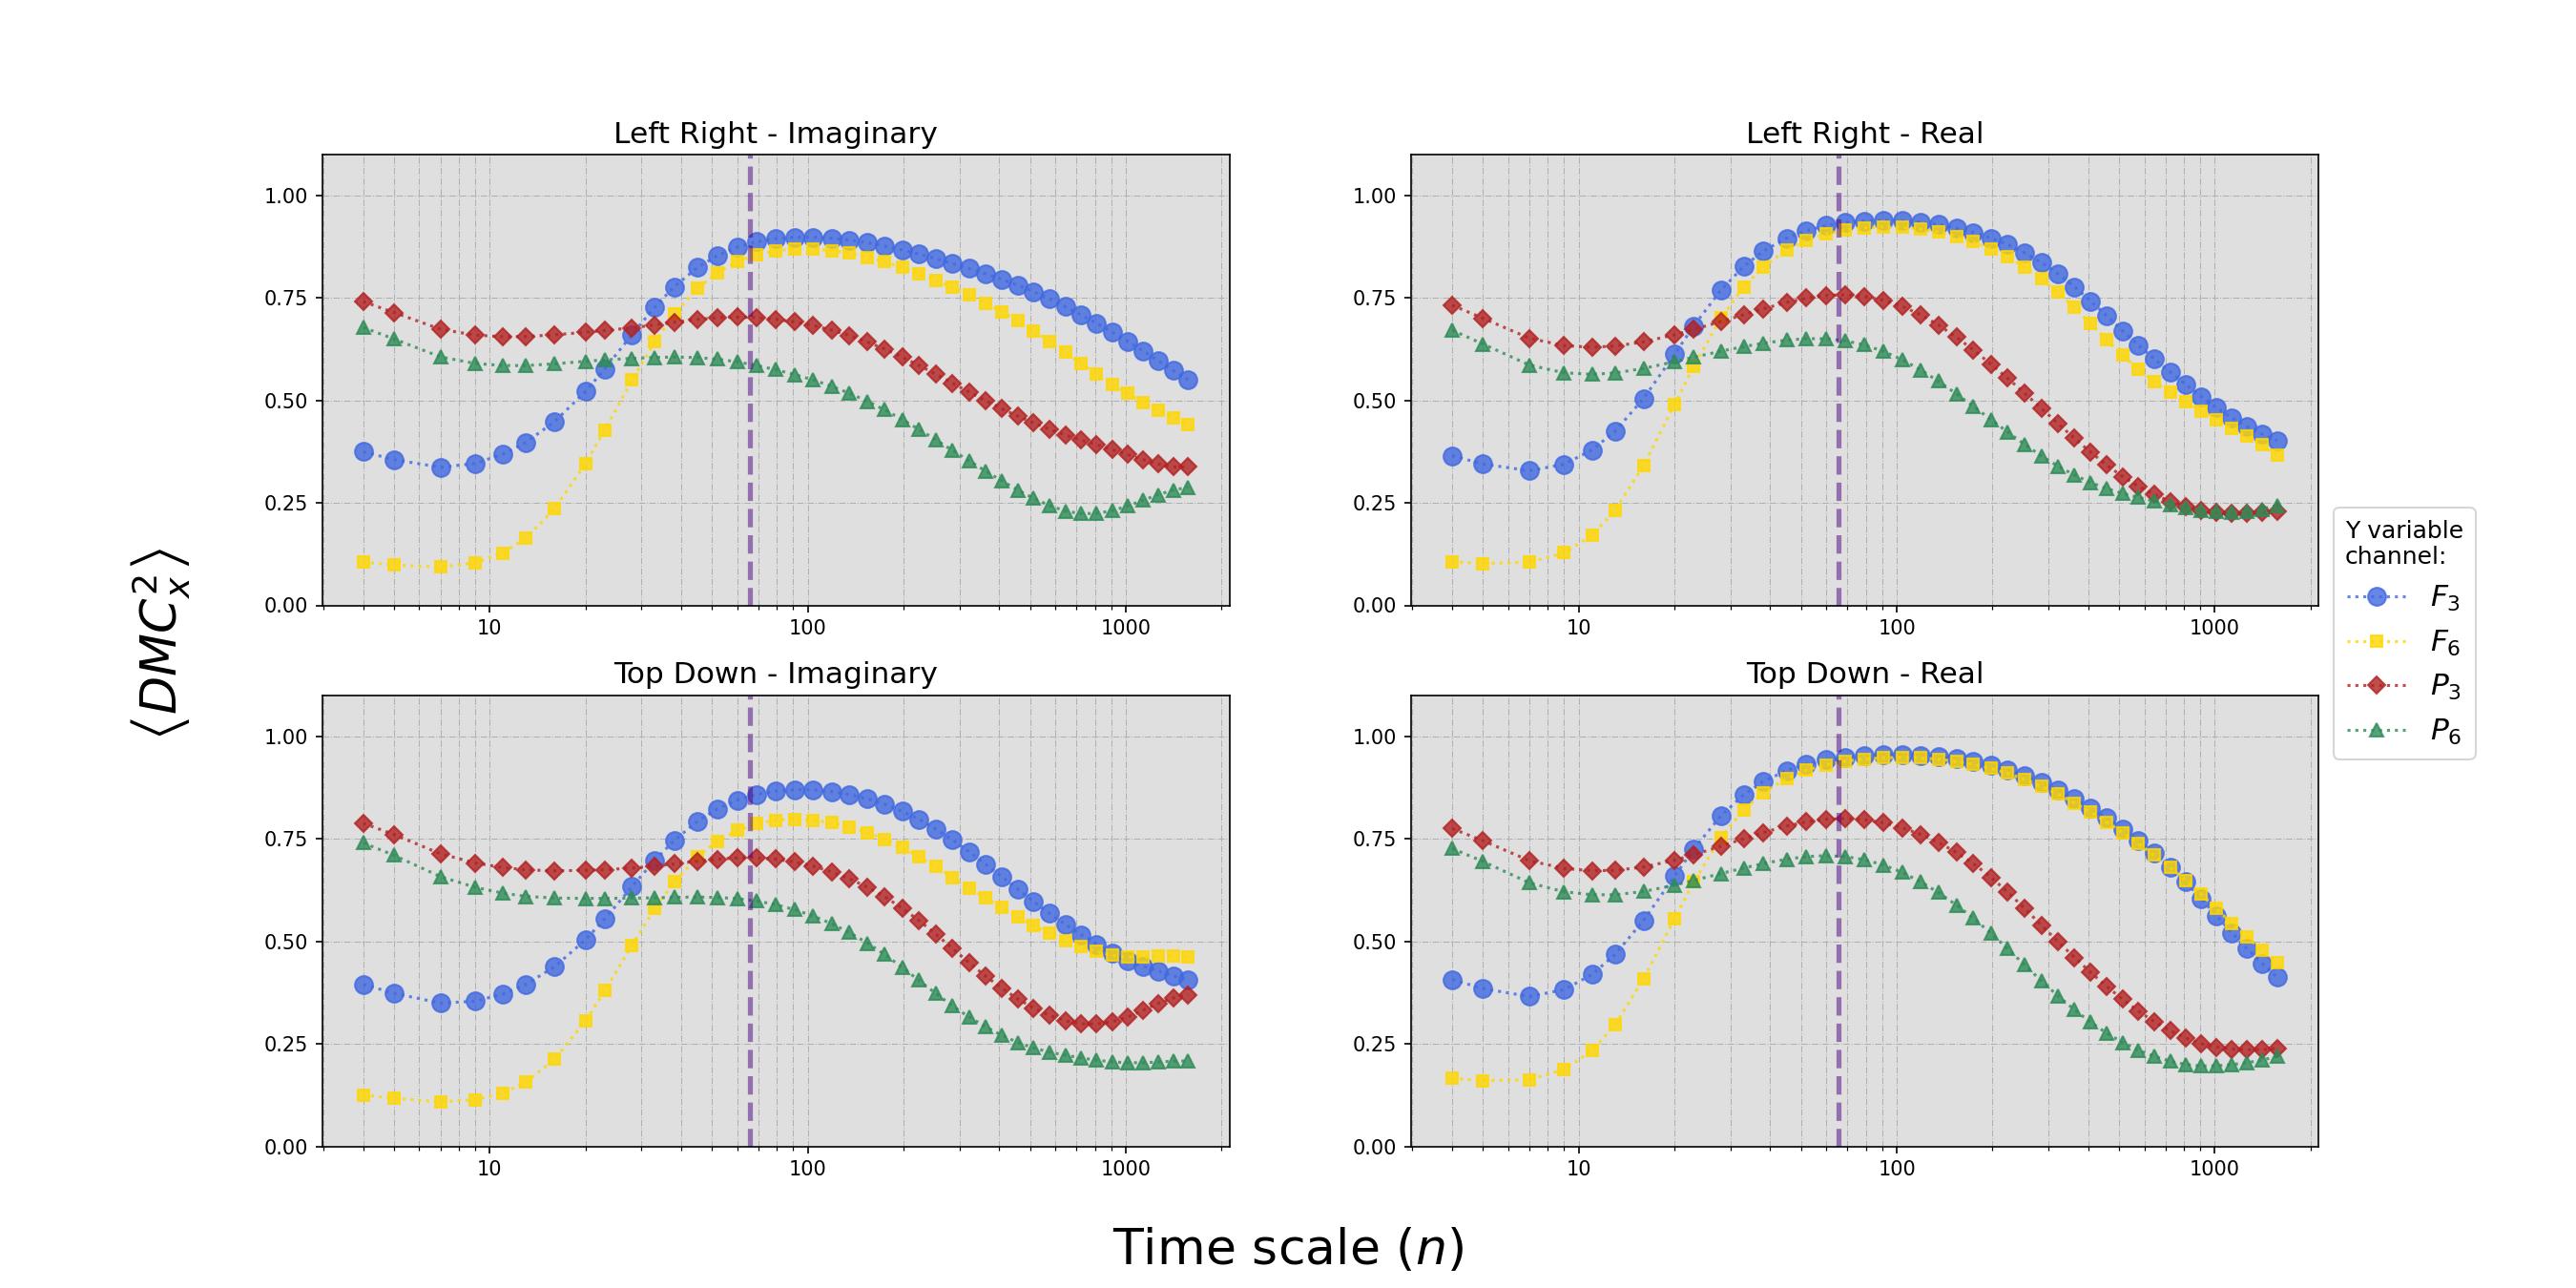 Left Right - Imaginary
1.00
0.75
0.50
0.25
0.00
10 100 1000
Left Right - Real
1.00
0.75
0.50
0.25
0.00
10 100 1000
Top Down - Imaginary
1.00
0.75
0.50
0.25
0.00
10 100 1000
Top Down - Real
1.00
0.75
0.50
0.25
0.00
10 100 1000
⟨DMC²ₓ⟩
Time scale (n)
Y variable
channel:
F₃
F₆
P₃
P₆